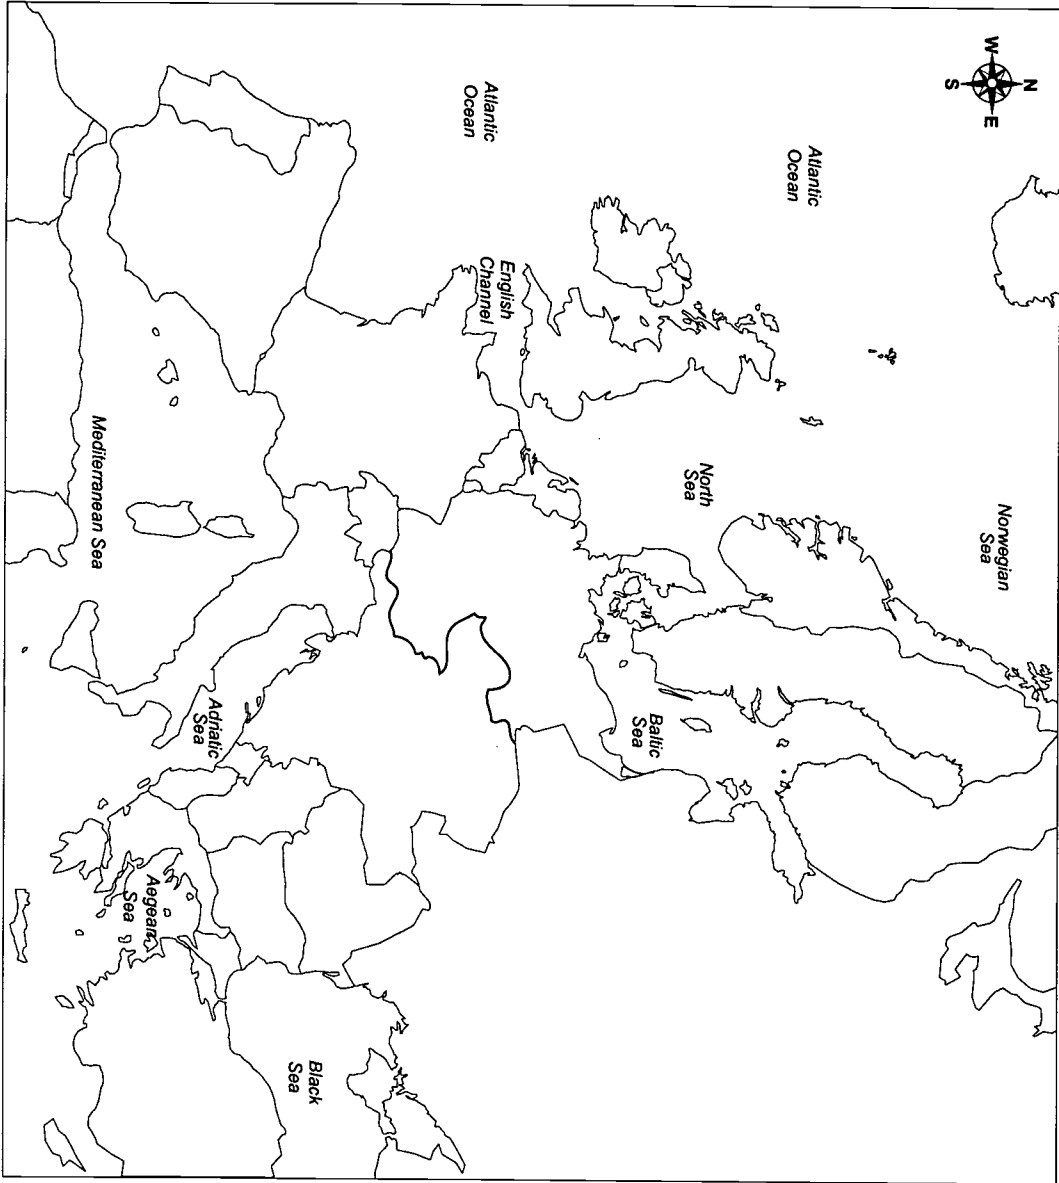 N
W
E
S
Norwegian
Sea
Atlantic
Ocean
North
Sea
Baltic
Sea
Atlantic
Ocean
English
Channel
Black
Sea
Adriatic
Sea
Aegean
Sea
Mediterranean Sea